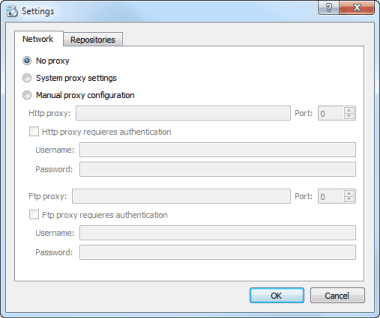 Settings
Network Repositories
No proxy
System proxy settings
Manual proxy configuration
Http proxy: Port: 0
Http proxy requieres authentication
Username:
Password:
Ftp proxy: Port: 0
Ftp proxy requieres authentication
Username:
Password:
OK Cancel